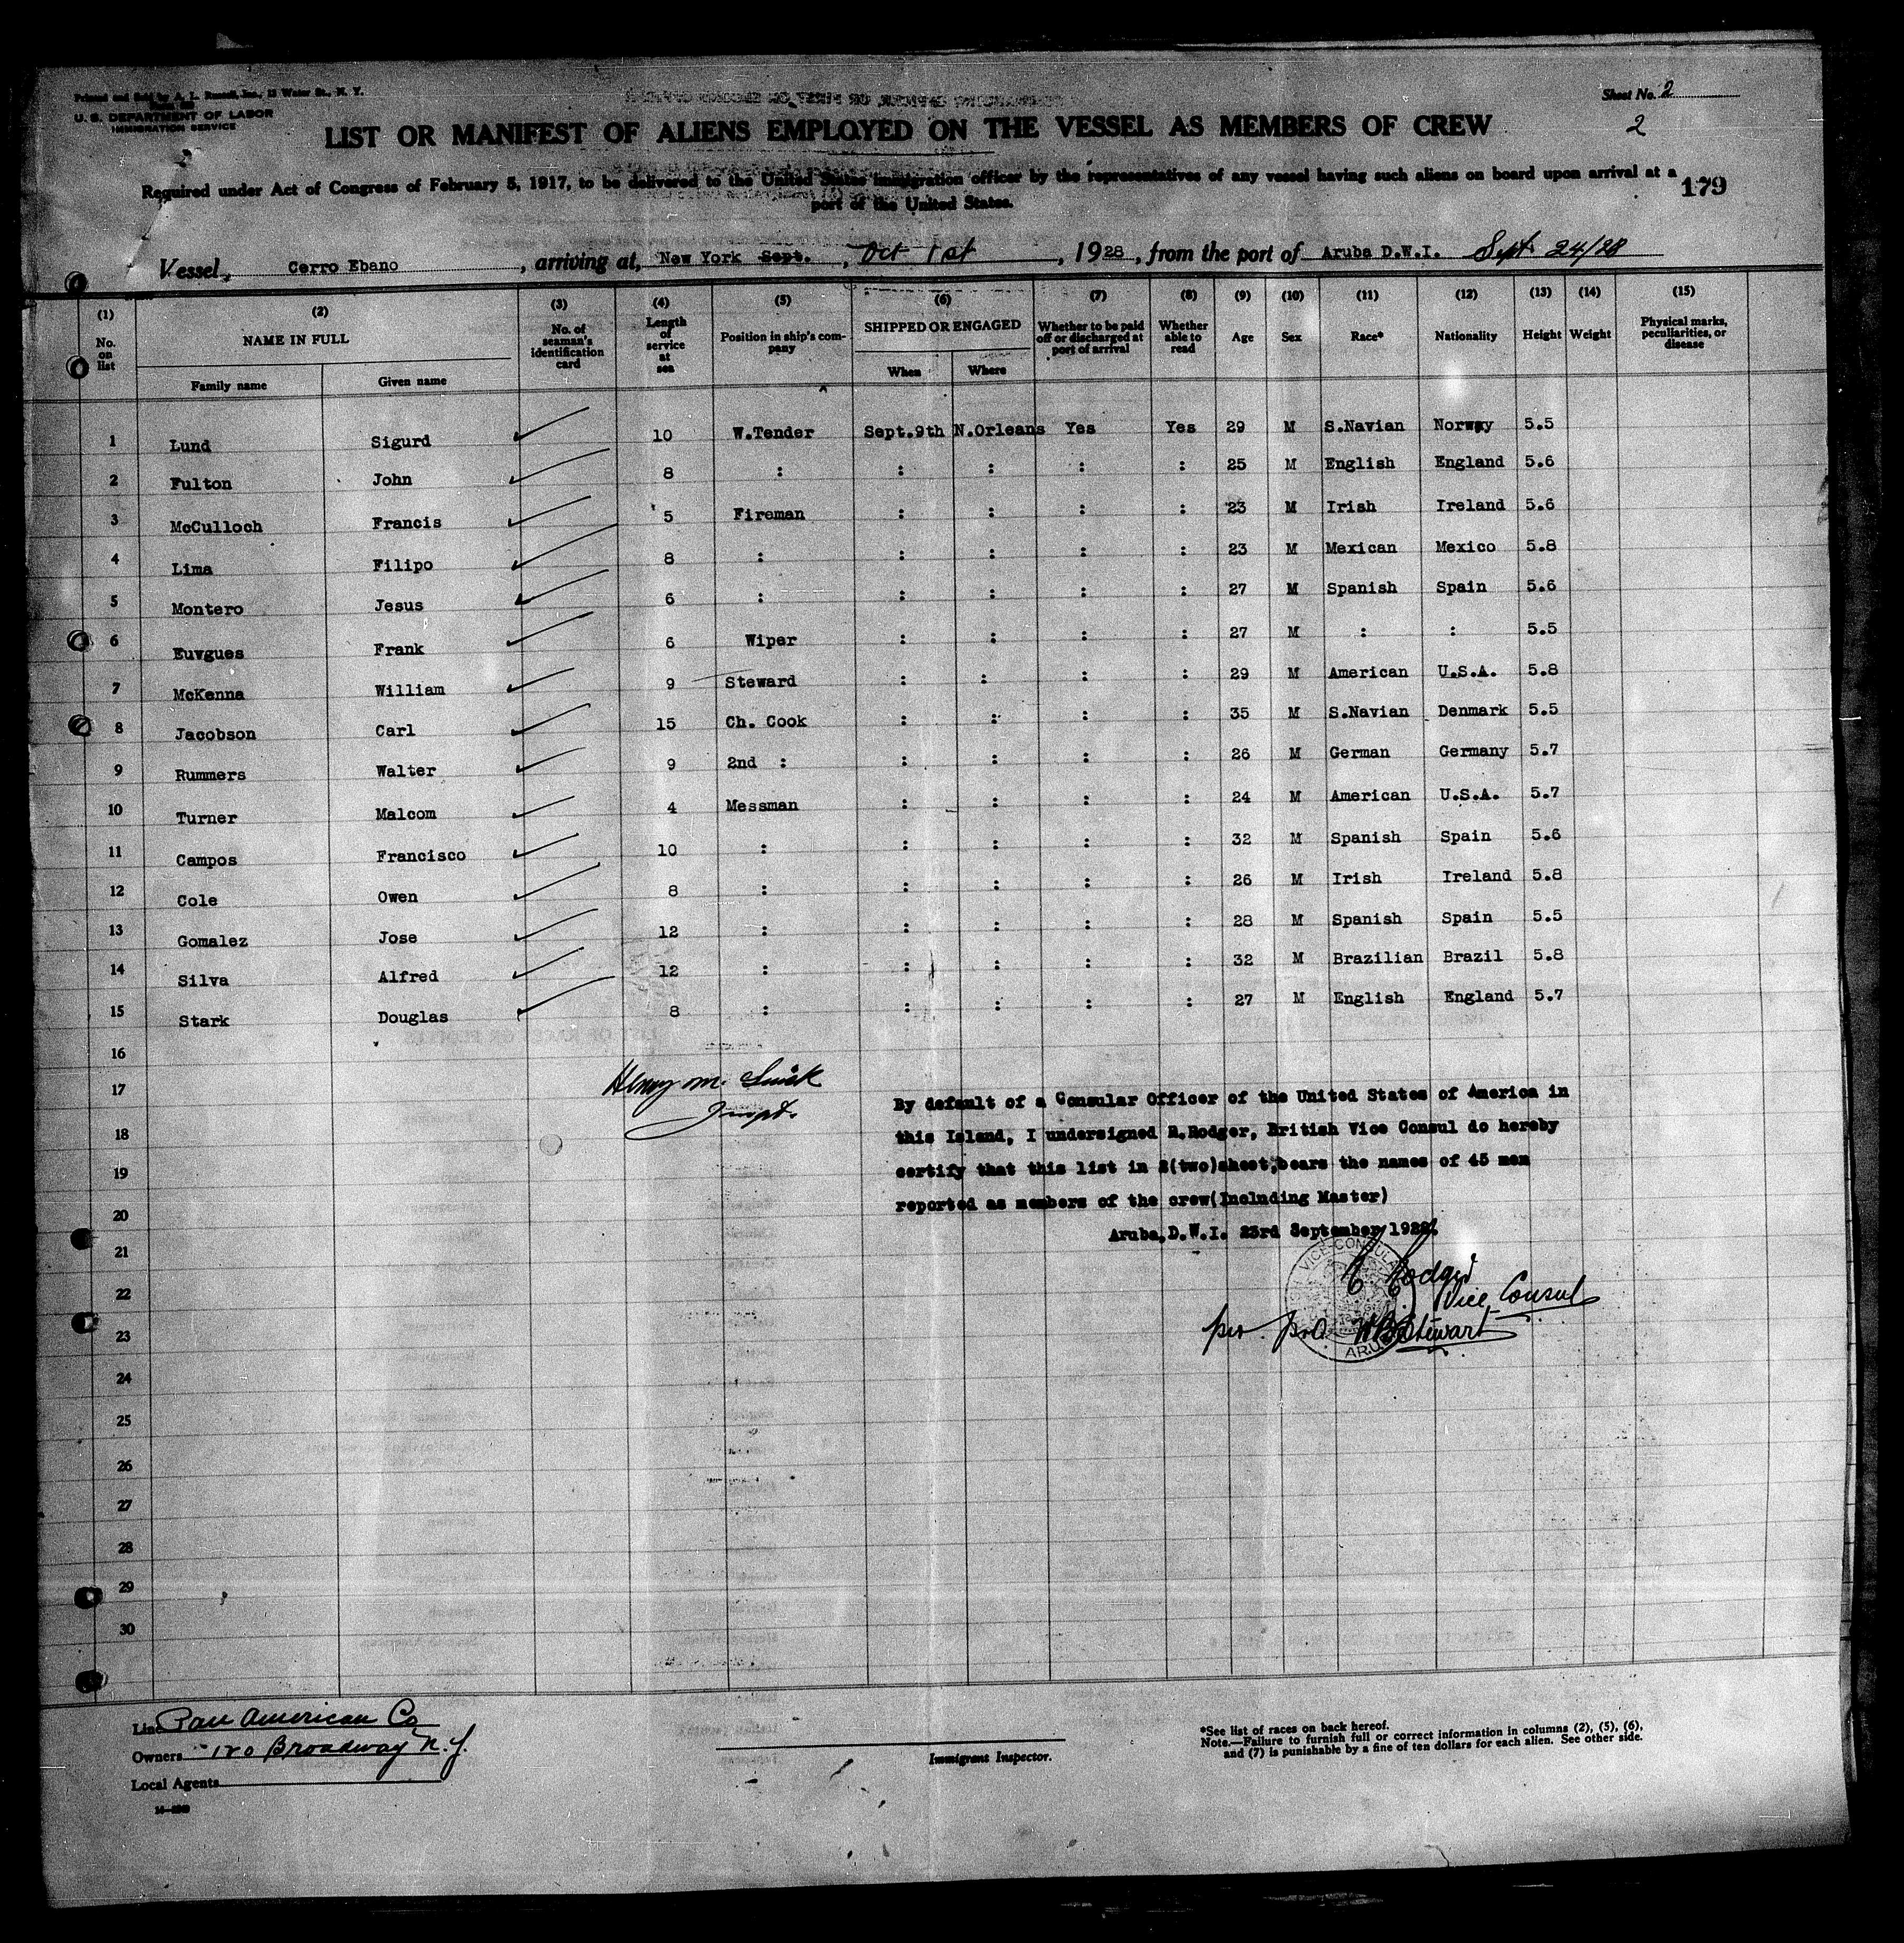 Printed and Sold by A. L. Russell, Inc., 12 Water St., N. Y.
U. S. DEPARTMENT OF LABOR
IMMIGRATION SERVICE
Sheet No. 2
2
LIST OR MANIFEST OF ALIENS EMPLOYED ON THE VESSEL AS MEMBERS OF CREW
Required under Act of Congress of February 5, 1917, to be delivered to the United States immigration officer by the representatives of any vessel having such aliens on board upon arrival at a
port of the United States.
179
Vessel, Cerro Ebano, arriving at, New York Sept., Oct 1st, 1928, from the port of Aruba D.W.I. Sept. 24/28
(1) (2) (3) (4) (5) (6) (7) (8) (9) (10) (11) (12) (13) (14) (15)
No. on list NAME IN FULL No. of seaman's identification card Length of service at sea Position in ship's company SHIPPED OR ENGAGED Whether to be paid off or discharged at port of arrival Whether able to read Age Sex Race* Nationality Height Weight Physical marks, peculiarities, or disease
Family name Given name When Where
1 Lund Sigurd 10 W.Tender Sept.9th N.Orleans Yes Yes 29 M S.Navian Norway 5.5
2 Fulton John 8 : : : : : 25 M English England 5.6
3 McCulloch Francis 5 Fireman : : : : 23 M Irish Ireland 5.6
4 Lima Filipo 8 : : : : : 23 M Mexican Mexico 5.8
5 Montero Jesus 6 : : : : : 27 M Spanish Spain 5.6
6 Euvgues Frank 6 Wiper : : : : 27 M : : 5.5
7 McKenna William 9 Steward : : : : 29 M American U.S.A. 5.8
8 Jacobson Carl 15 Ch. Cook : : : : 35 M S.Navian Denmark 5.5
9 Rummers Walter 9 2nd : : : : : 26 M German Germany 5.7
10 Turner Malcom 4 Messman : : : : 24 M American U.S.A. 5.7
11 Campos Francisco 10 : : : : : 32 M Spanish Spain 5.6
12 Cole Owen 8 : : : : : 26 M Irish Ireland 5.8
13 Gomalez Jose 12 : : : : : 28 M Spanish Spain 5.5
14 Silva Alfred 12 : : : : : 32 M Brazilian Brazil 5.8
15 Stark Douglas 8 : : : : : 27 M English England 5.7
16
17
18
19
20
21
22
23
24
25
26
27
28
29
30
Henry M.
Inspt.
By default of a Consular Officer of the United States of America in
this Island, I undersigned R.Rodger, British Vice Consul do hereby
certify that this list in 2(two)sheet,bears the names of 45 men
reported as members of the crew(Including Master)
Aruba,D.W.I. 23rd September 1928.
VICE-CONSULA
ARU
Rodger
Vice Consul
per pro Stewart
Line Pan American Co
Owners 120 Broadway N.Y.
Local Agents
Immigrant Inspector.
*See list of races on back hereof.
Note.—Failure to furnish full or correct information in columns (2), (5), (6),
and (7) is punishable by a fine of ten dollars for each alien. See other side.